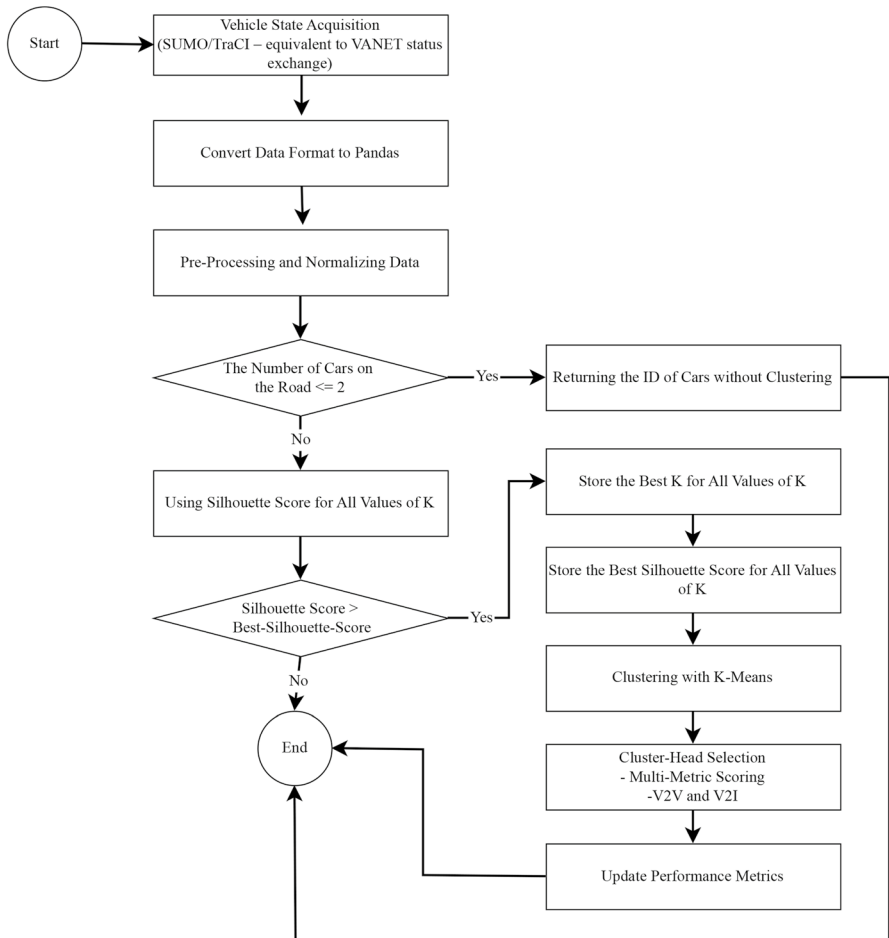 Start
Vehicle State Acquisition
(SUMO/TraCI – equivalent to VANET status
exchange)
Convert Data Format to Pandas
Pre-Processing and Normalizing Data
The Number of Cars on
the Road <= 2
Yes
Returning the ID of Cars without Clustering
No
Using Silhouette Score for All Values of K
Silhouette Score >
Best-Silhouette-Score
Yes
Store the Best K for All Values of K
Store the Best Silhouette Score for All Values
of K
Clustering with K-Means
Cluster-Head Selection
- Multi-Metric Scoring
-V2V and V2I
Update Performance Metrics
No
End